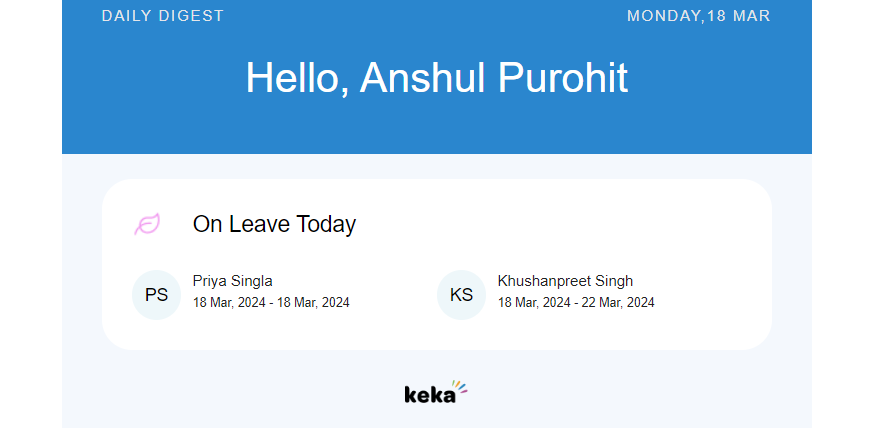 DAILY DIGEST
MONDAY,18 MAR
Hello, Anshul Purohit
On Leave Today
PS
Priya Singla
18 Mar, 2024 - 18 Mar, 2024
KS
Khushanpreet Singh
18 Mar, 2024 - 22 Mar, 2024
keka